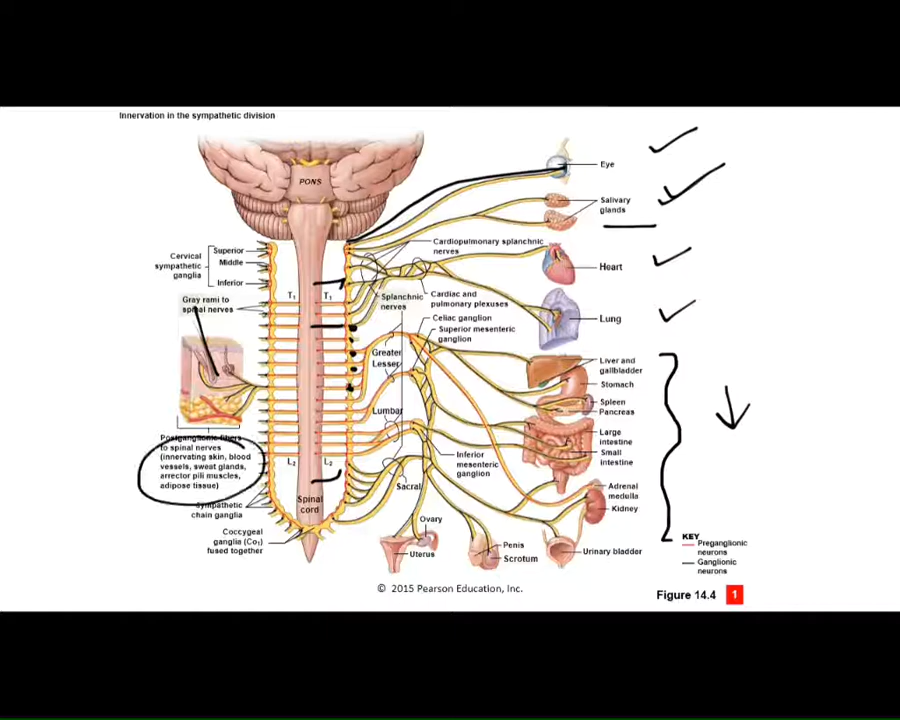 Innervation in the sympathetic division
PONS
Eye
Salivary
glands
Cardiopulmonary splanchnic
nerves
Cervical
sympathetic
ganglia
Superior
Middle
Inferior
Heart
T1
T1
Splanchnic
nerves
Cardiac and
pulmonary plexuses
Gray rami to
spinal nerves
Celiac ganglion
Superior mesenteric
ganglion
Lung
Greater
Lesser
Liver and
gallbladder
Stomach
Spleen
Pancreas
Lumbar
Large
intestine
Small
intestine
Postganglionic fibers
to spinal nerves
(innervating skin, blood
vessels, sweat glands,
arrector pili muscles,
adipose tissue)
L2
L2
Inferior
mesenteric
ganglion
Sacral
Adrenal
medulla
Kidney
Sympathetic
chain ganglia
Spinal
cord
Coccygeal
ganglia (Co1)
fused together
Ovary
Uterus
Penis
Scrotum
Urinary bladder
KEY
Preganglionic
neurons
Ganglionic
neurons
© 2015 Pearson Education, Inc.
Figure 14.4 1